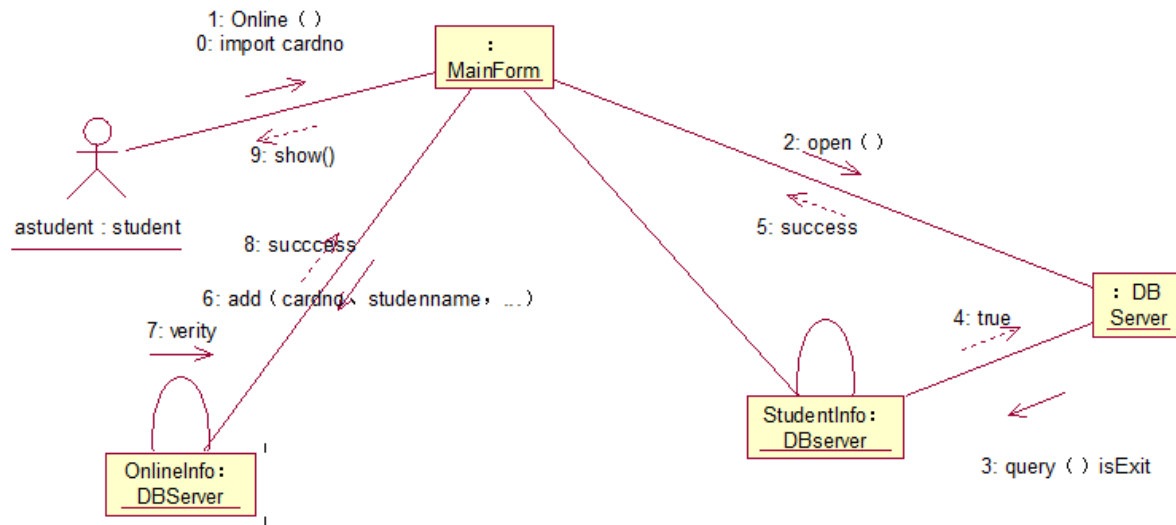 1: Online（）
0: import cardno
：
MainForm
9: show()
2: open（）
astudent : student
8: succcess
5: success
6: add（cardno、studenname，...）
7: verity
4: true
：DB
Server
StudentInfo：
DBserver
OnlineInfo：
DBServer
3: query（）isExit